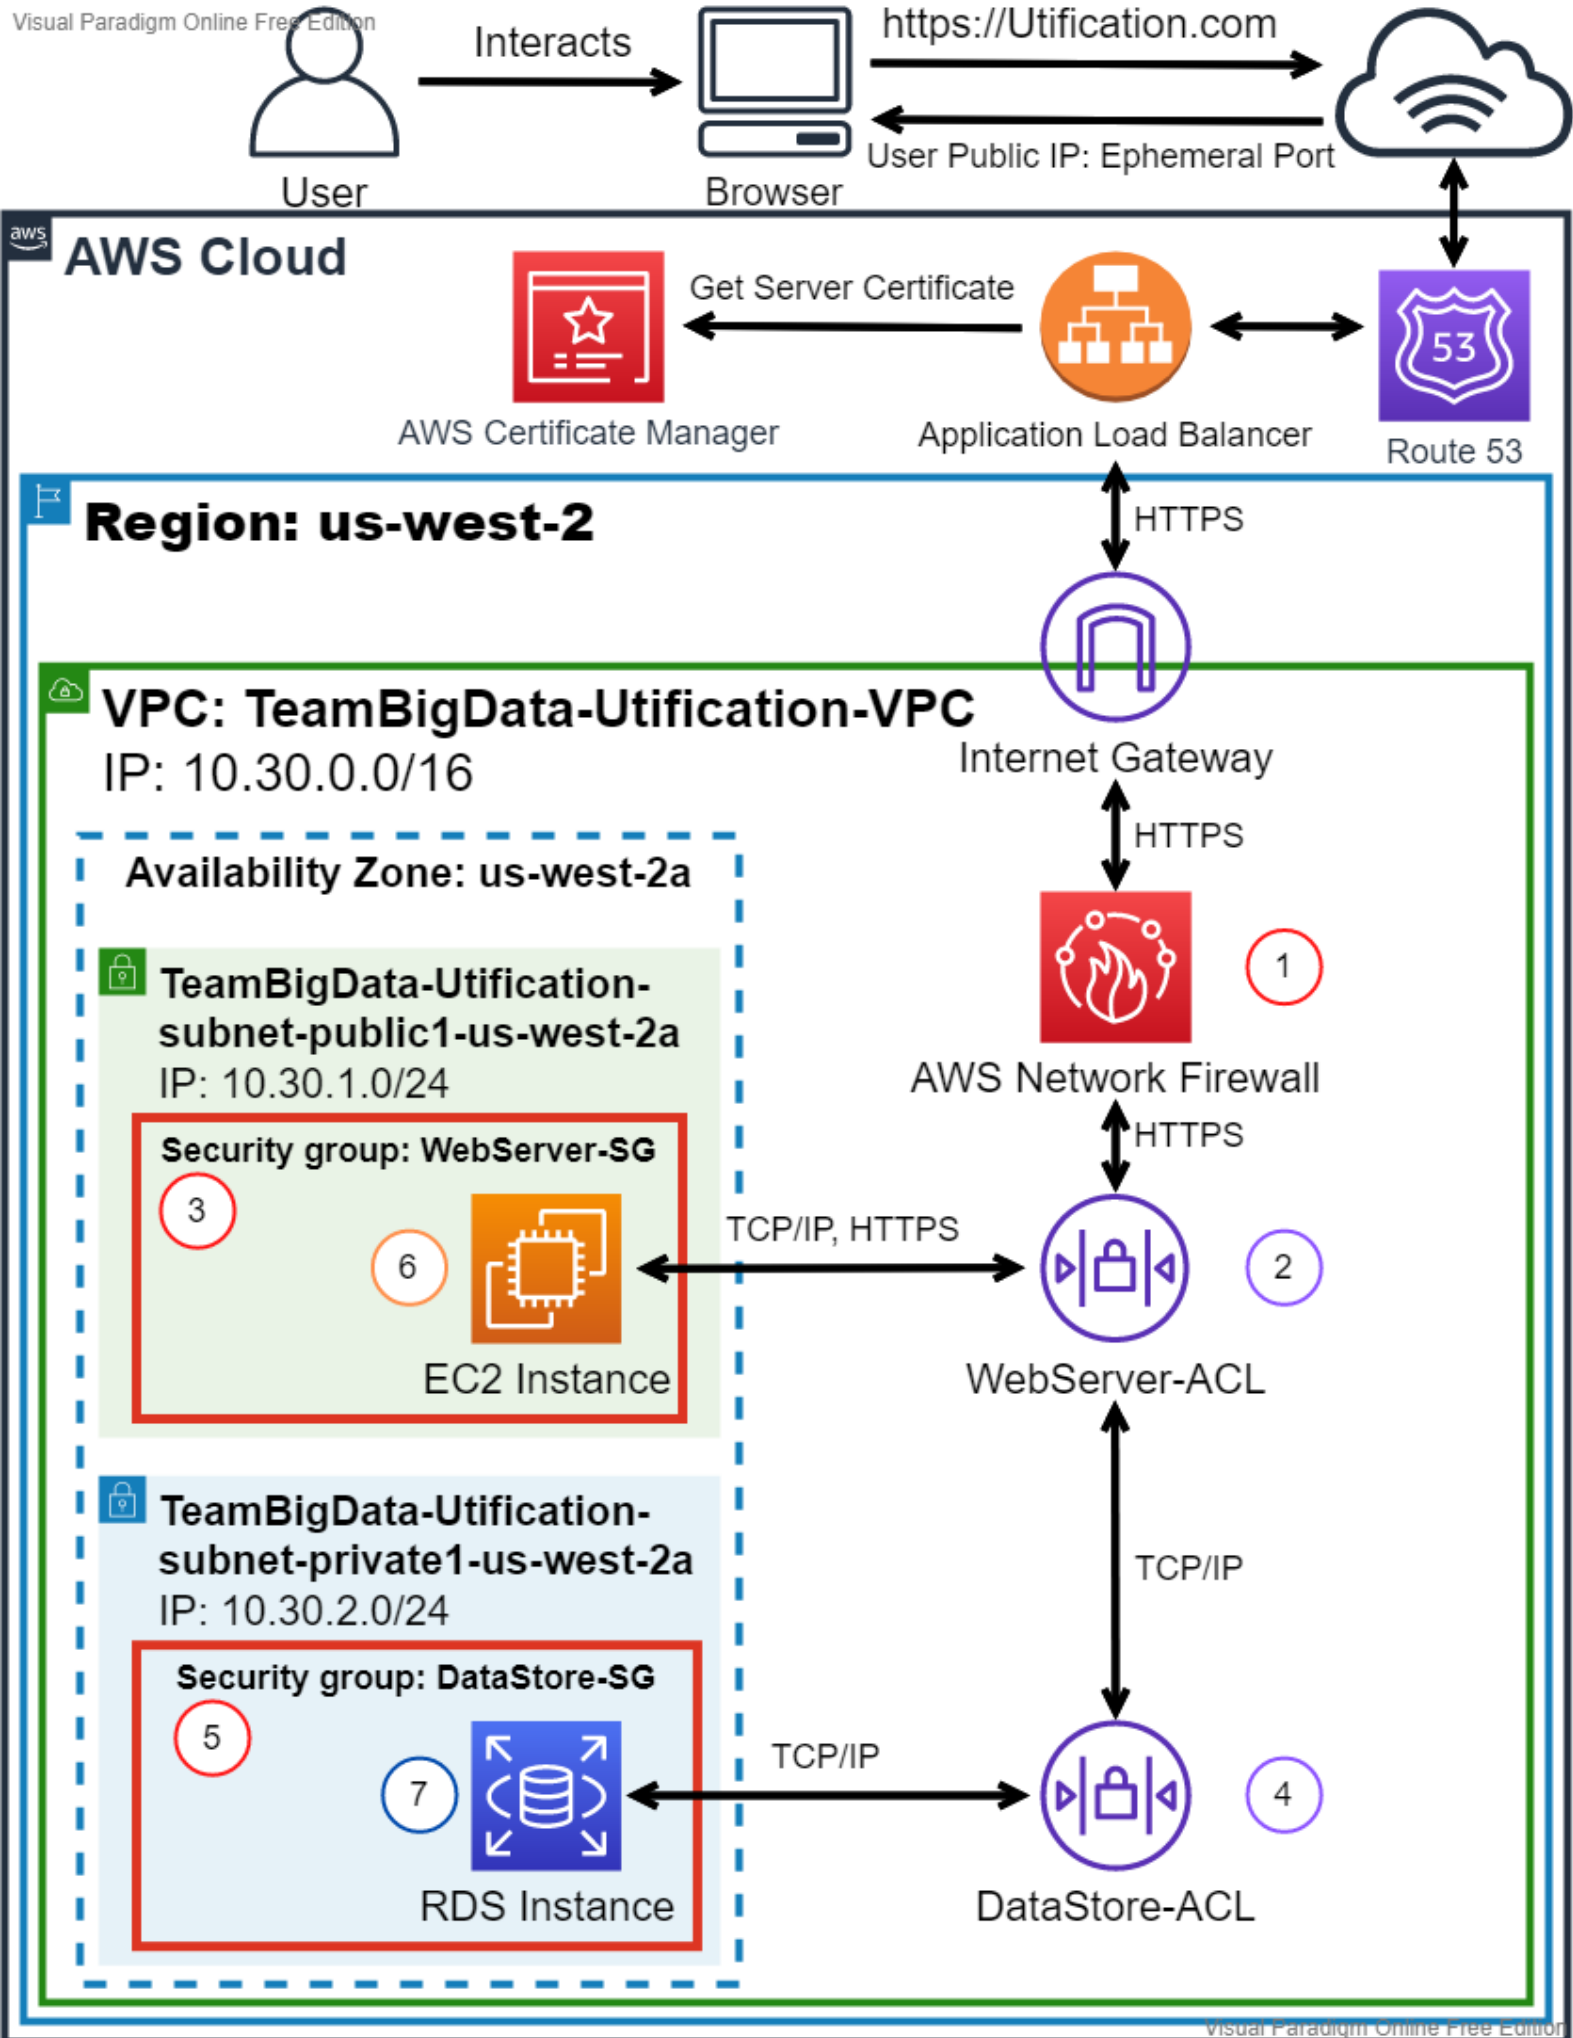 Visual Paradigm Online Free Edition
Interacts
https://Utification.com
User Public IP: Ephemeral Port
User
Browser
aws
AWS Cloud
Get Server Certificate
53
AWS Certificate Manager
Application Load Balancer
Route 53
Region: us-west-2
HTTPS
VPC: TeamBigData-Utification-VPC
IP: 10.30.0.0/16
Internet Gateway
HTTPS
Availability Zone: us-west-2a
1
TeamBigData-Utification-
subnet-public1-us-west-2a
IP: 10.30.1.0/24
AWS Network Firewall
HTTPS
Security group: WebServer-SG
3
6
TCP/IP, HTTPS
2
EC2 Instance
WebServer-ACL
TeamBigData-Utification-
subnet-private1-us-west-2a
IP: 10.30.2.0/24
TCP/IP
Security group: DataStore-SG
5
7
TCP/IP
4
RDS Instance
DataStore-ACL
Visual Paradigm Online Free Edition